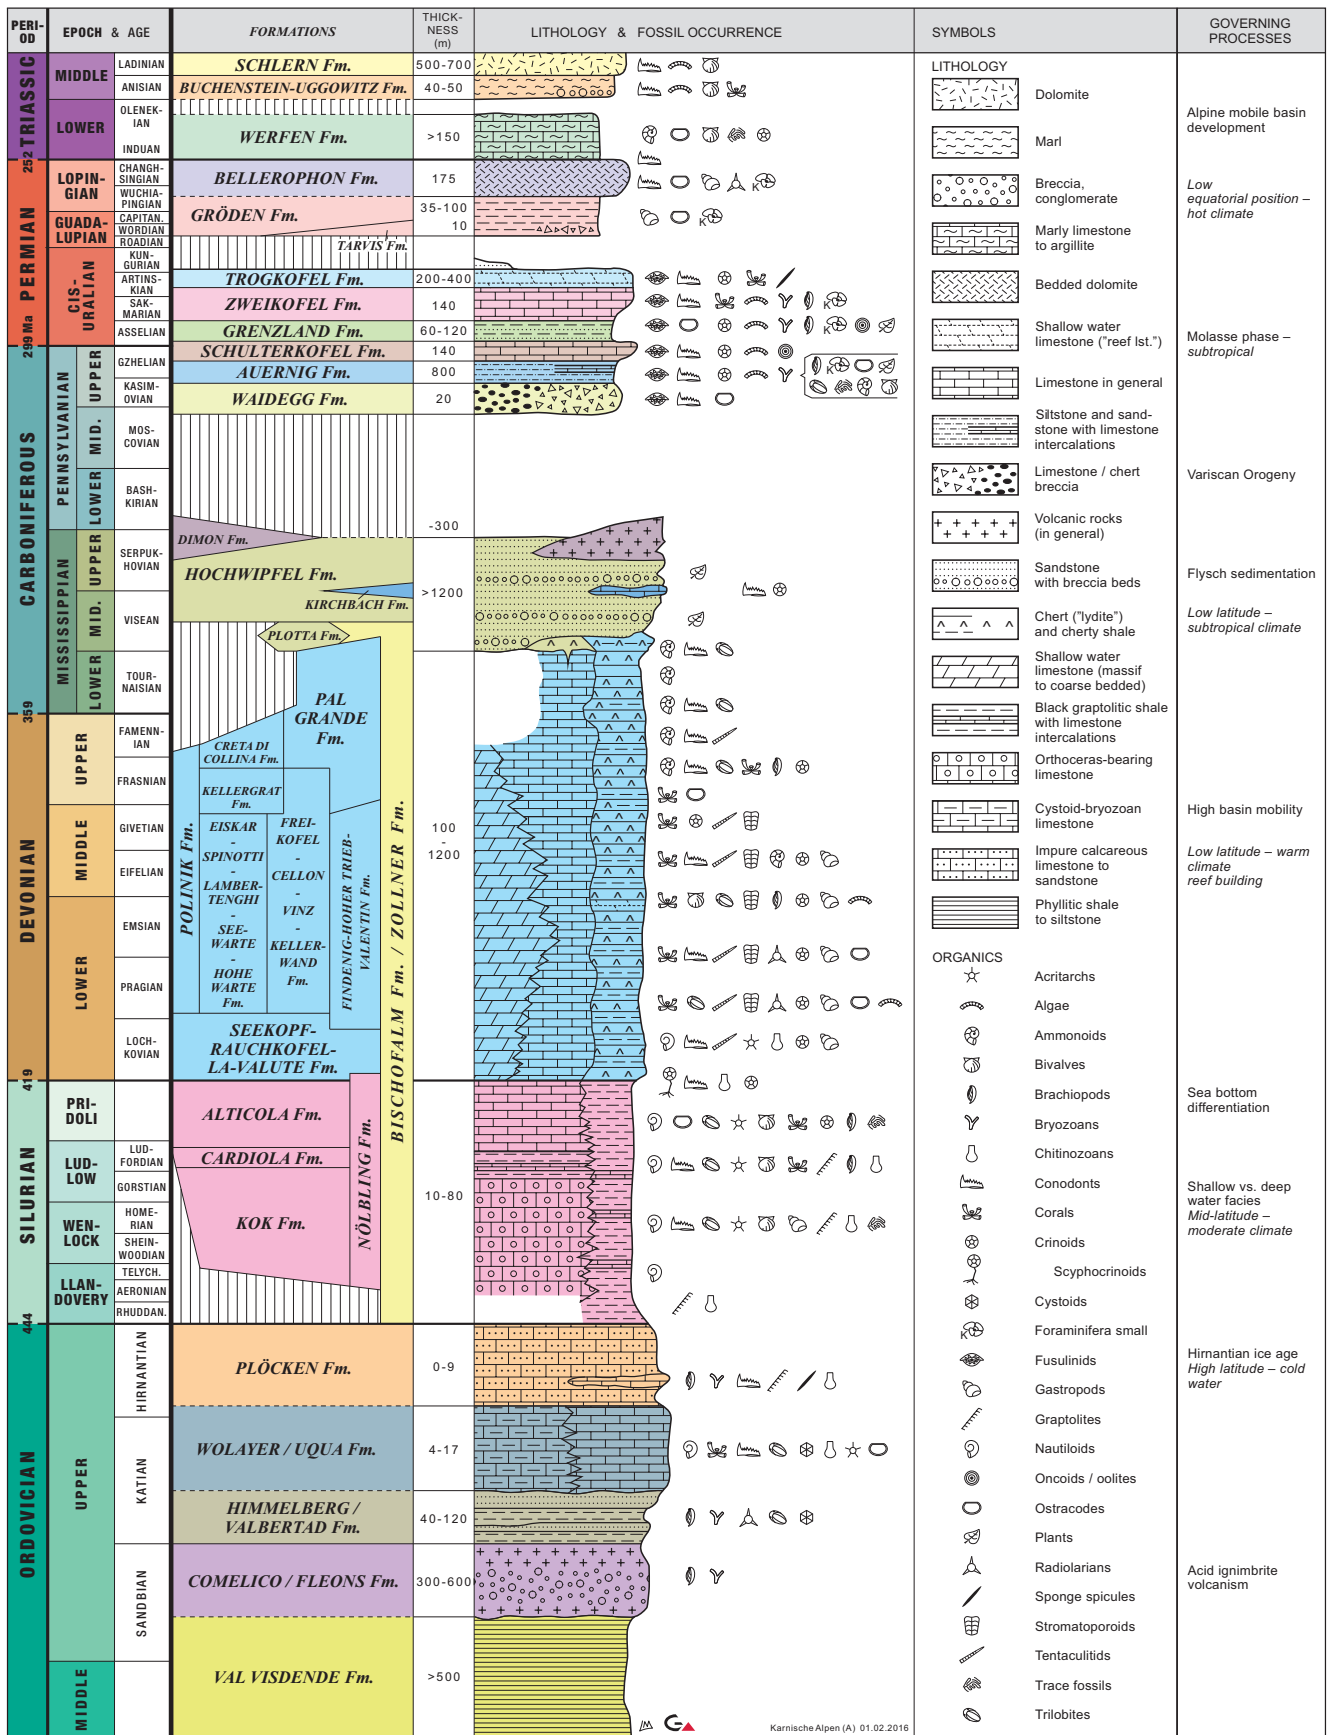 PERI-
OD
EPOCH & AGE
FORMATIONS
THICK-
NESS
(m)
LITHOLOGY & FOSSIL OCCURRENCE
SYMBOLS
GOVERNING
PROCESSES
TRIASSIC
MIDDLE
LADINIAN
SCHLERN Fm.
500-700
ANISIAN
BUCHENSTEIN-UGGOWITZ Fm.
40-50
LOWER
OLENEK-
IAN
INDUAN
WERFEN Fm.
>150
252
PERMIAN
LOPIN-
GIAN
CHANGH-
SINGIAN
WUCHIA-
PINGIAN
BELLEROPHON Fm.
175
K
GUADA-
LUPIAN
CAPITAN.
WORDIAN
ROADIAN
GRÖDEN Fm.
35-100
10
K
TARVIS Fm.
CIS-
URALIAN
KUN-
GURIAN
ARTINS-
KIAN
SAK-
MARIAN
ASSELIAN
TROGKOFEL Fm.
200-400
ZWEIKOFEL Fm.
140
K
GRENZLAND Fm.
60-120
K
299 Ma
CARBONIFEROUS
PENNSYLVANIAN
UPPER
GZHELIAN
KASIM-
OVIAN
SCHULTERKOFEL Fm.
140
AUERNIG Fm.
800
K
WAIDEGG Fm.
20
MID.
MOS-
COVIAN
LOWER
BASH-
KIRIAN
MISSISSIPPIAN
UPPER
SERPUK-
HOVIAN
DIMON Fm.
-300
HOCHWIPFEL Fm.
>1200
KIRCHBACH Fm.
MID.
VISEAN
PLOTTA Fm.
LOWER
TOUR-
NAISIAN
PAL
GRANDE
Fm.
359
DEVONIAN
UPPER
FAMENN-
IAN
FRASNIAN
CRETA DI
COLLINA Fm.
KELLERGRAT
Fm.
MIDDLE
GIVETIAN
EIFELIAN
LOWER
EMSIAN
PRAGIAN
LOCH-
KOVIAN
POLINIK Fm.
EISKAR
-
SPINOTTI
-
LAMBER-
TENGHI
-
SEE-
WARTE
-
HOHE
WARTE
Fm.
FREI-
KOFEL
-
CELLON
-
VINZ
-
KELLER-
WAND
Fm.
FINDENIG-HOHER TRIEB-
VALENTIN Fm.
BISCHOFALM Fm. / ZOLLNER Fm.
100
-
1200
SEEKOPF-
RAUCHKOFEL-
LA-VALUTE Fm.
419
SILURIAN
PRI-
DOLI
ALTICOLA Fm.
LUD-
LOW
LUD-
FORDIAN
GORSTIAN
CARDIOLA Fm.
NÖLBLING Fm.
10-80
WEN-
LOCK
HOME-
RIAN
SHEIN-
WOODIAN
KOK Fm.
LLAN-
DOVERY
TELYCH.
AERONIAN
RHUDDAN.
444
ORDOVICIAN
UPPER
HIRNANTIAN
PLÖCKEN Fm.
0-9
KATIAN
WOLAYER / UQUA Fm.
4-17
HIMMELBERG /
VALBERTAD Fm.
40-120
SANDBIAN
COMELICO / FLEONS Fm.
300-600
MIDDLE
VAL VISDENDE Fm.
>500
LITHOLOGY
Dolomite
Marl
Breccia,
conglomerate
Marly limestone
to argillite
Bedded dolomite
Shallow water
limestone ("reef lst.")
Limestone in general
Siltstone and sand-
stone with limestone
intercalations
Limestone / chert
breccia
Volcanic rocks
(in general)
Sandstone
with breccia beds
Chert ("lydite")
and cherty shale
Shallow water
limestone (massif
to coarse bedded)
Black graptolitic shale
with limestone
intercalations
Orthoceras-bearing
limestone
Cystoid-bryozoan
limestone
Impure calcareous
limestone to
sandstone
Phyllitic shale
to siltstone
ORGANICS
Acritarchs
Algae
Ammonoids
Bivalves
Brachiopods
Bryozoans
Chitinozoans
Conodonts
Corals
Crinoids
Scyphocrinoids
Cystoids
K
Foraminifera small
Fusulinids
Gastropods
Graptolites
Nautiloids
Oncoids / oolites
Ostracodes
Plants
Radiolarians
Sponge spicules
Stromatoporoids
Tentaculitids
Trace fossils
Trilobites
Alpine mobile basin
development
Low
equatorial position –
hot climate
Molasse phase –
subtropical
Variscan Orogeny
Flysch sedimentation
Low latitude –
subtropical climate
High basin mobility
Low latitude – warm
climate
reef building
Sea bottom
differentiation
Shallow vs. deep
water facies
Mid-latitude –
moderate climate
Hirnantian ice age
High latitude – cold
water
Acid ignimbrite
volcanism
Karnische Alpen (A) 01.02.2016